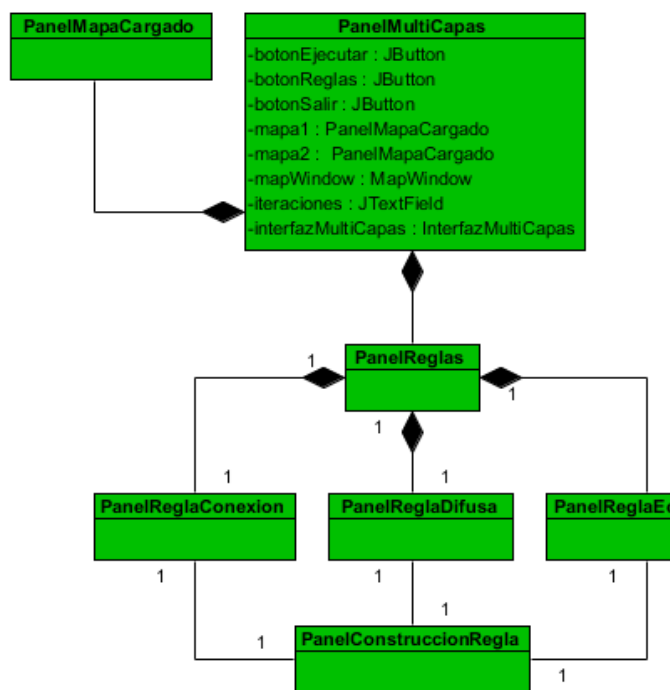 PanelMapaCargado
PanelMultiCapas
-botonEjecutar : JButton
-botonReglas : JButton
-botonSalir : JButton
-mapa1 : PanelMapaCargado
-mapa2 : PanelMapaCargado
-mapWindow : MapWindow
-iteraciones : JTextField
-interfazMultiCapas : InterfazMultiCapas
PanelReglas
1
1
1
1
1
PanelReglaConexion
PanelReglaDifusa
PanelReglaEc
1
1
1
1
1
1
PanelConstruccionRegla